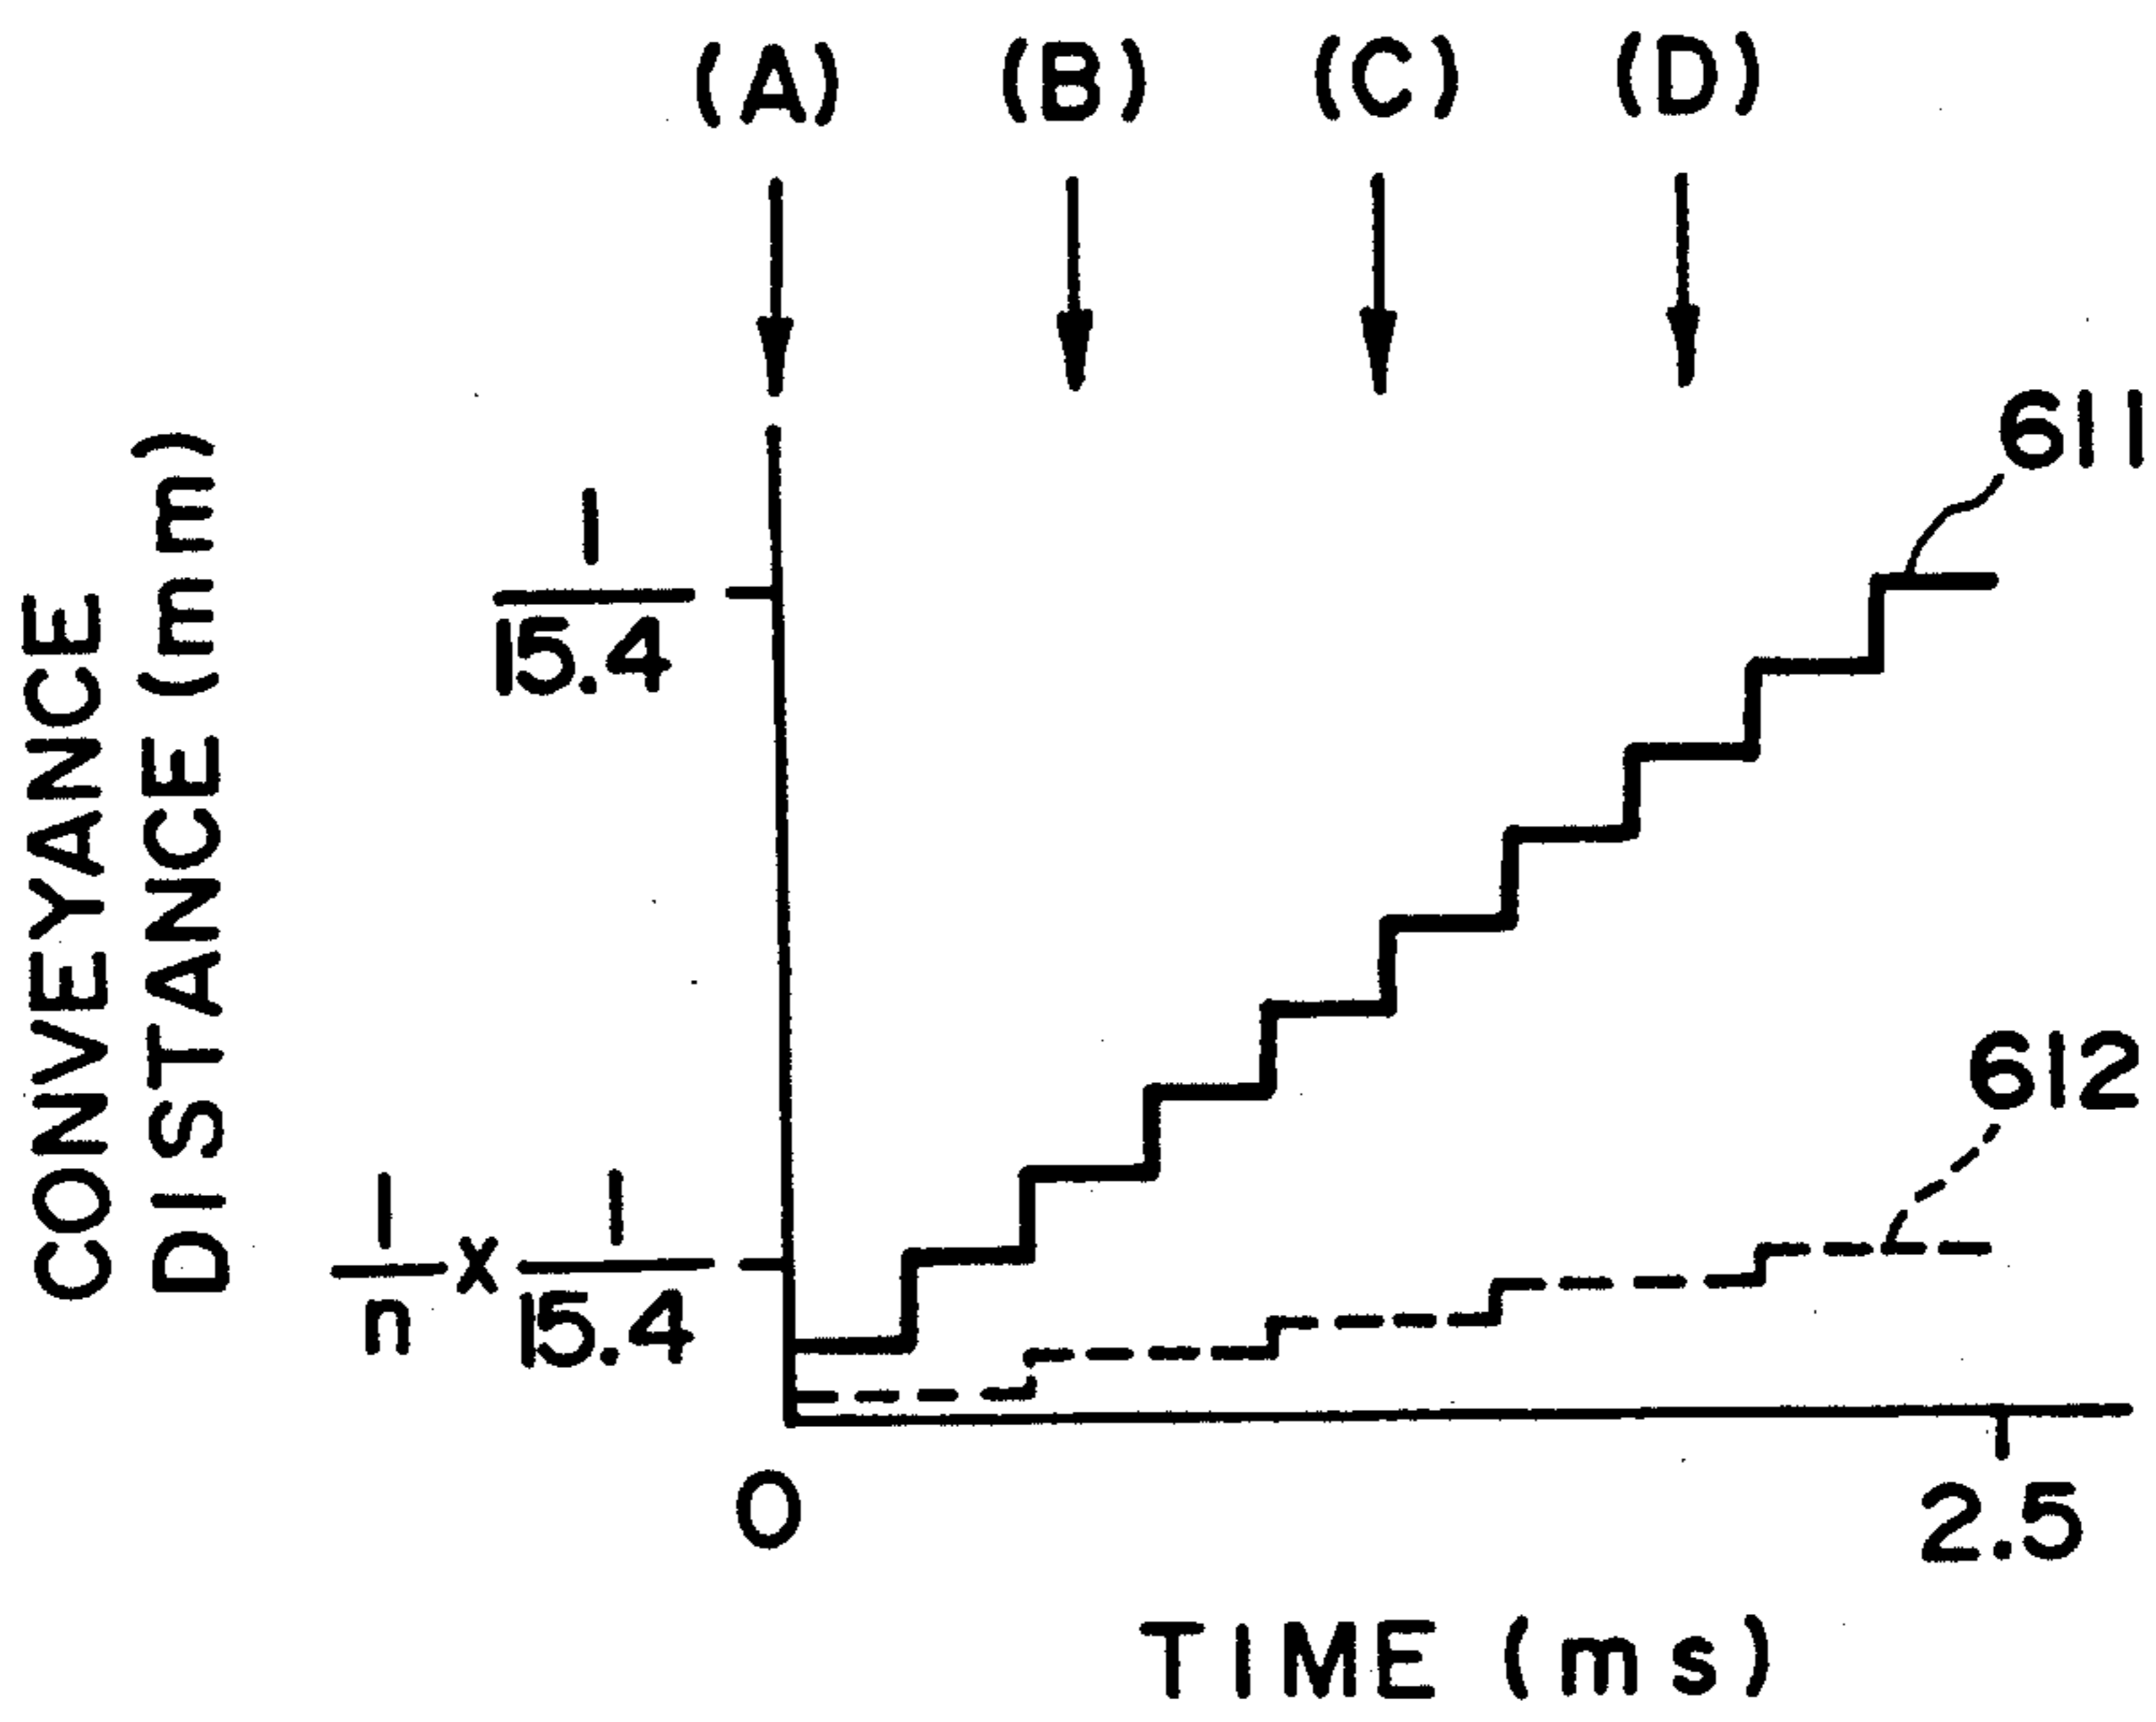 (A) (B) (C) (D)
611
1/15.4
CONVEYANCE
DISTANCE (mm)
612
1/n x 1/15.4
0
2.5
TIME (ms)